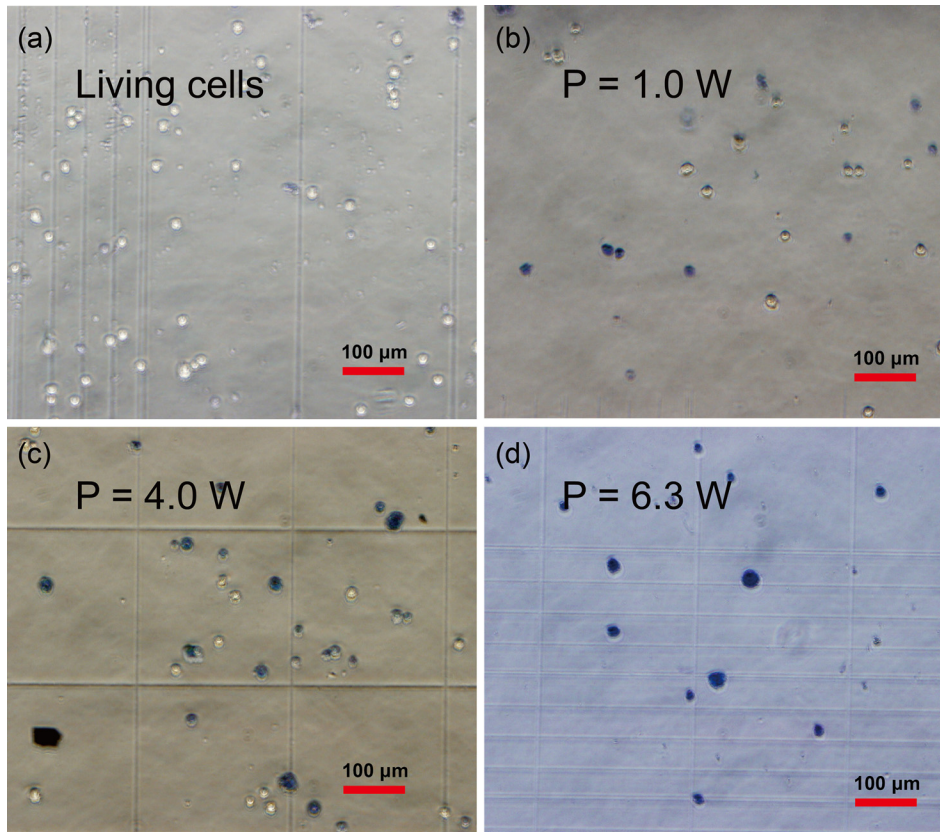 (a)
Living cells
100 μm
(b)
P = 1.0 W
100 μm
(c)
P = 4.0 W
100 μm
(d)
P = 6.3 W
100 μm